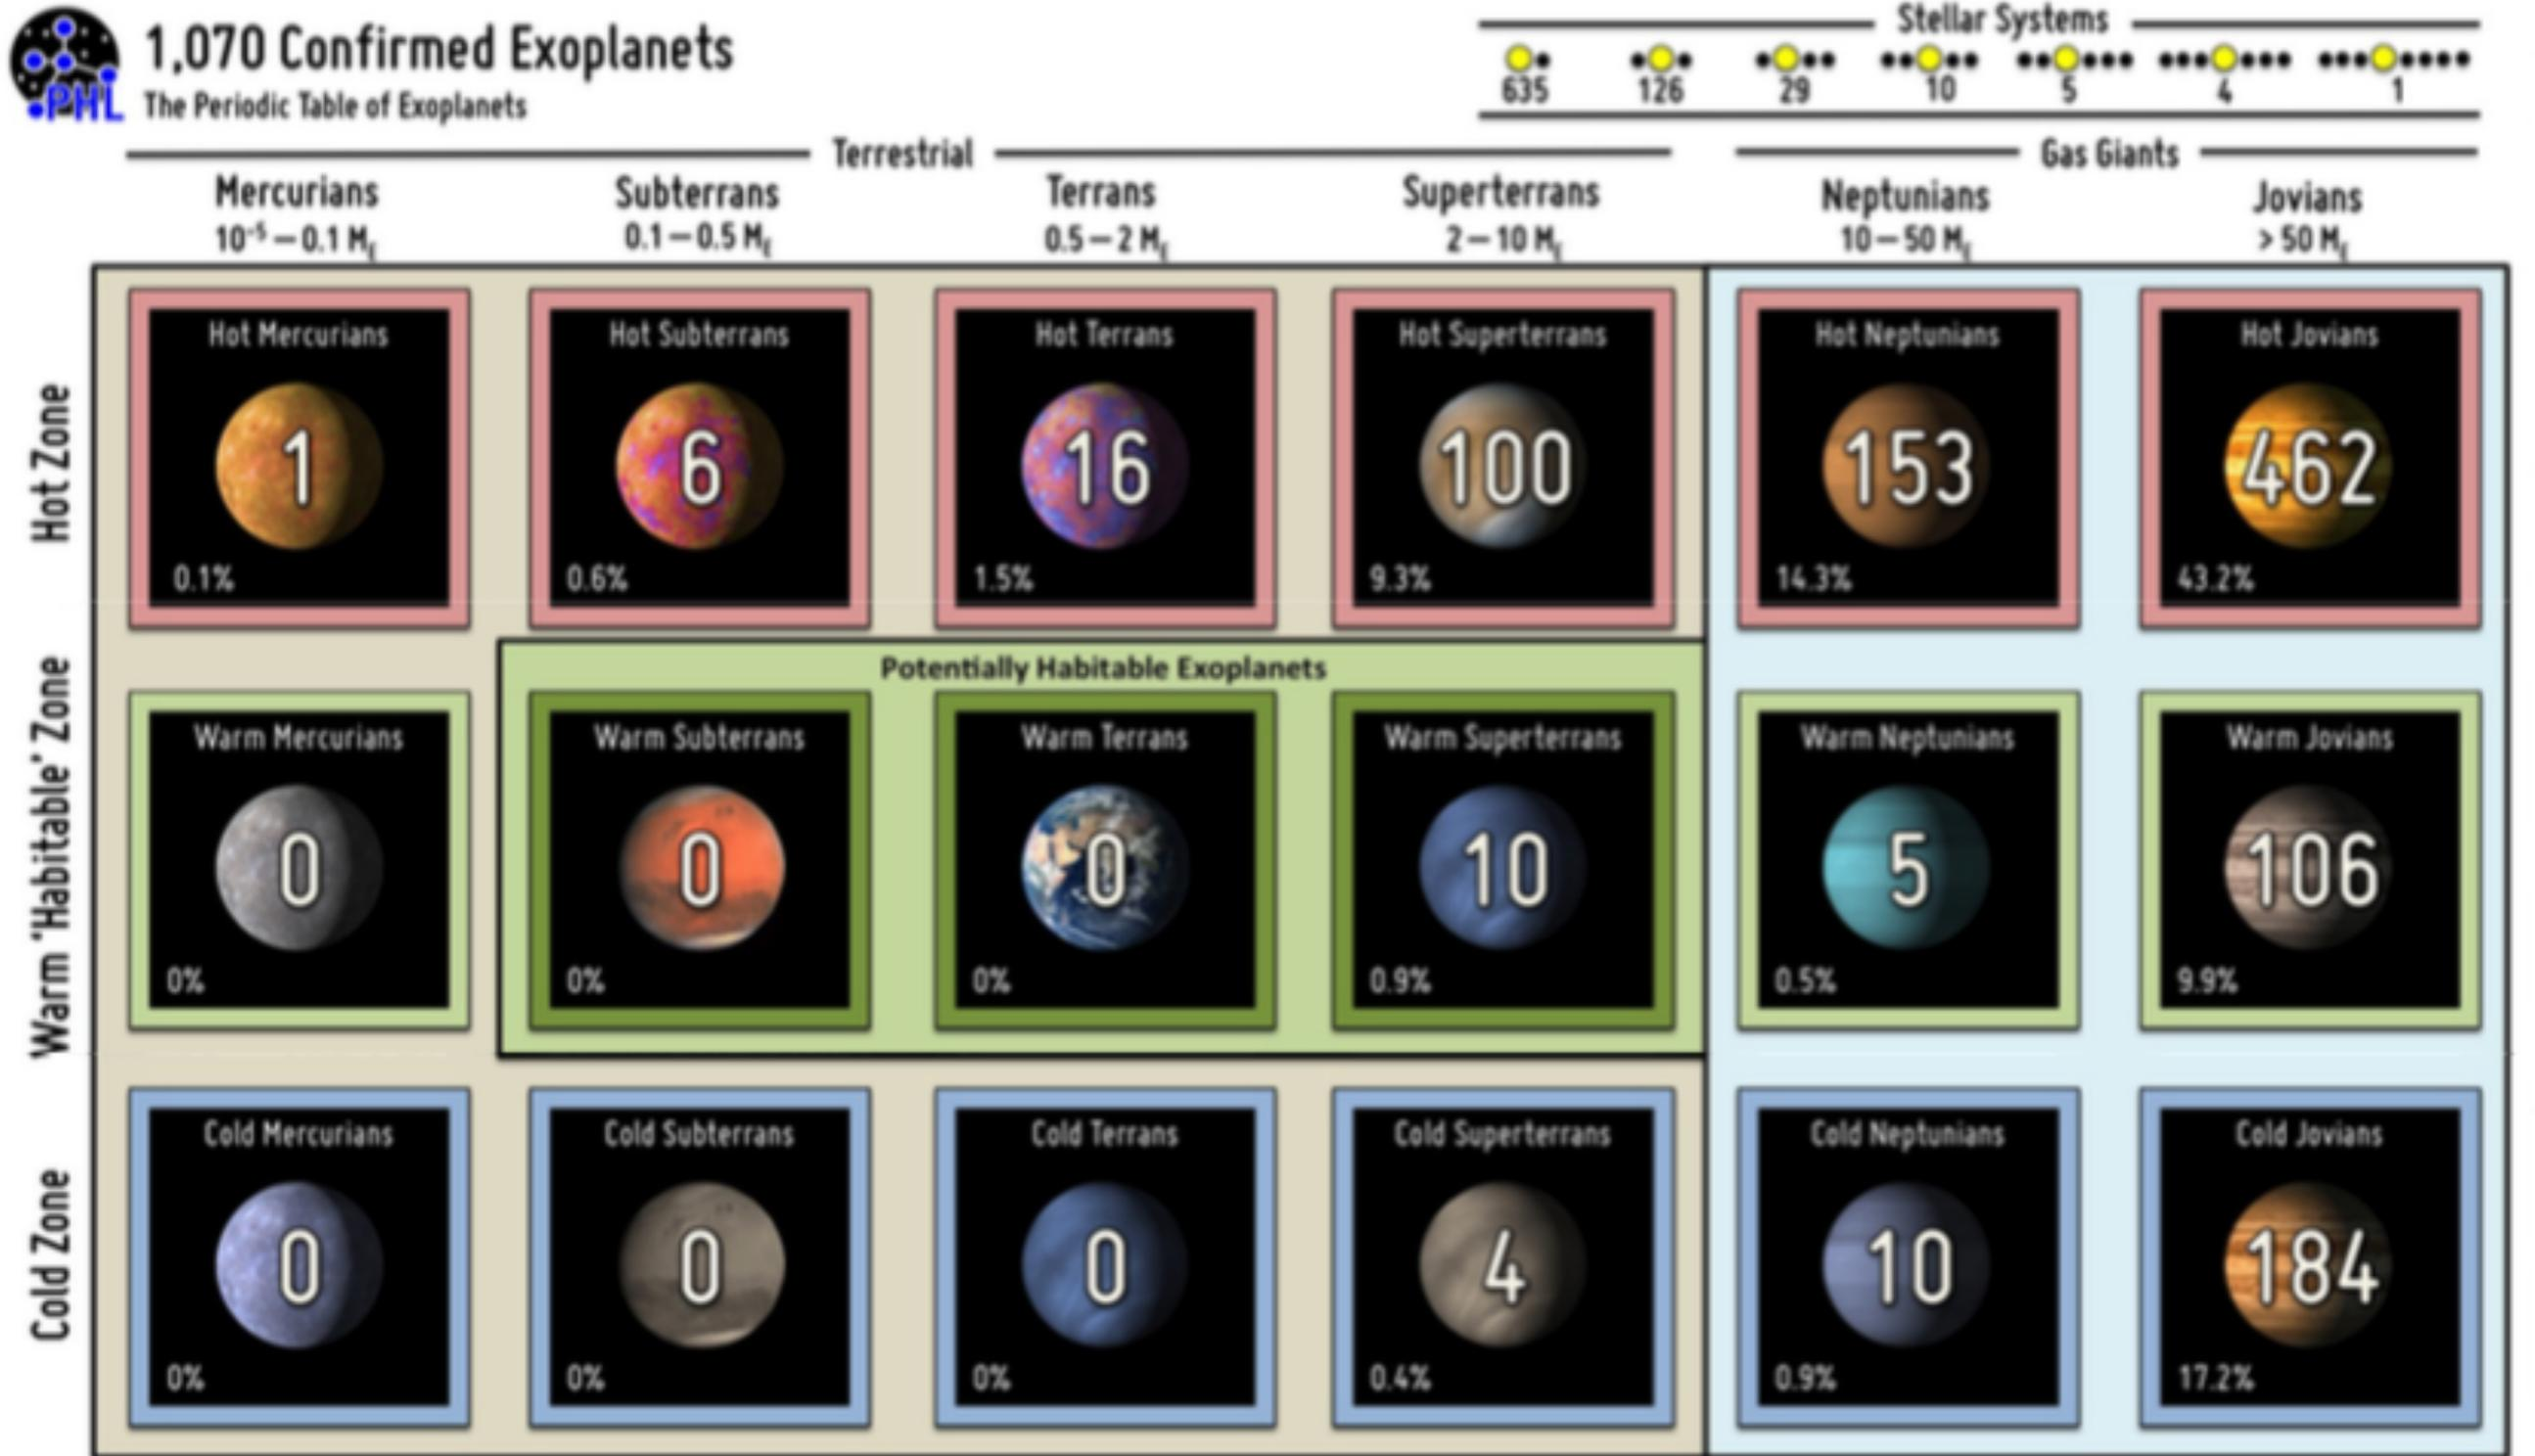 PHL
1,070 Confirmed Exoplanets
The Periodic Table of Exoplanets
Stellar Systems
635 126 29 10 5 4 1
Terrestrial Gas Giants
Mercurians Subterrans Terrans Superterrans Neptunians Jovians
10⁻⁵ – 0.1 M_E 0.1 – 0.5 M_E 0.5 – 2 M_E 2 – 10 M_E 10 – 50 M_E > 50 M_E
Hot Zone
Hot Mercurians Hot Subterrans Hot Terrans Hot Superterrans Hot Neptunians Hot Jovians
1 6 16 100 153 462
0.1% 0.6% 1.5% 9.3% 14.3% 43.2%
Potentially Habitable Exoplanets
Warm 'Habitable' Zone
Warm Mercurians Warm Subterrans Warm Terrans Warm Superterrans Warm Neptunians Warm Jovians
0 0 0 10 5 106
0% 0% 0% 0.9% 0.5% 9.9%
Cold Zone
Cold Mercurians Cold Subterrans Cold Terrans Cold Superterrans Cold Neptunians Cold Jovians
0 0 0 4 10 184
0% 0% 0% 0.4% 0.9% 17.2%